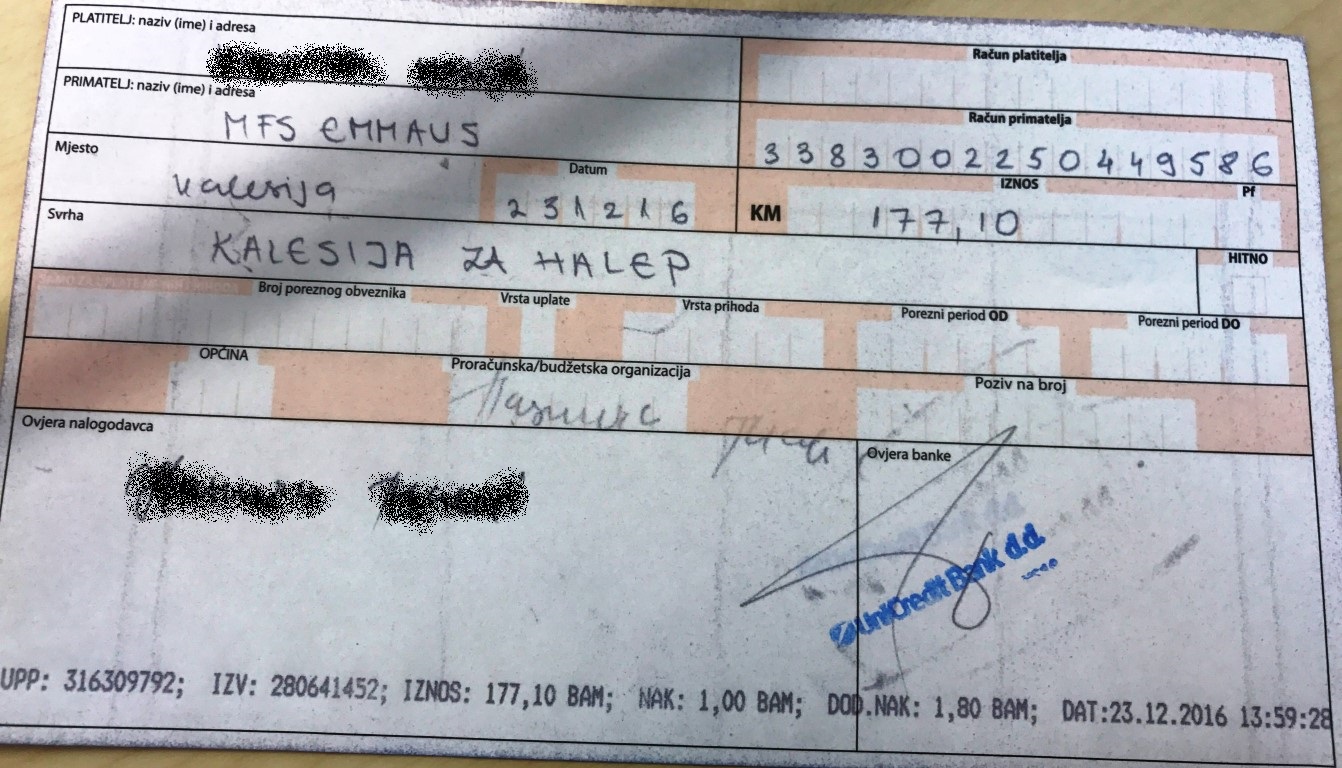 PLATITELJ: naziv (ime) i adresa
Račun platitelja
PRIMATELJ: naziv (ime) i adresa
MFS EMMAUS
Račun primatelja
3383002250449586
Mjesto
Kalesija
Datum
231216
IZNOS
Pf
KM
177,10
Svrha
KALESIJA ZA HALEP
HITNO
Broj poreznog obveznika
Vrsta uplate
Vrsta prihoda
Porezni period OD
Porezni period DO
OPĆINA
Proračunska/budžetska organizacija
Poziv na broj
Ovjera nalogodavca
Ovjera banke
UniCredit Bank d.d.
UPP: 316309792; IZV: 280641452; IZNOS: 177,10 BAM; NAK: 1,00 BAM; DOD.NAK: 1,80 BAM; DAT:23.12.2016 13:59:28